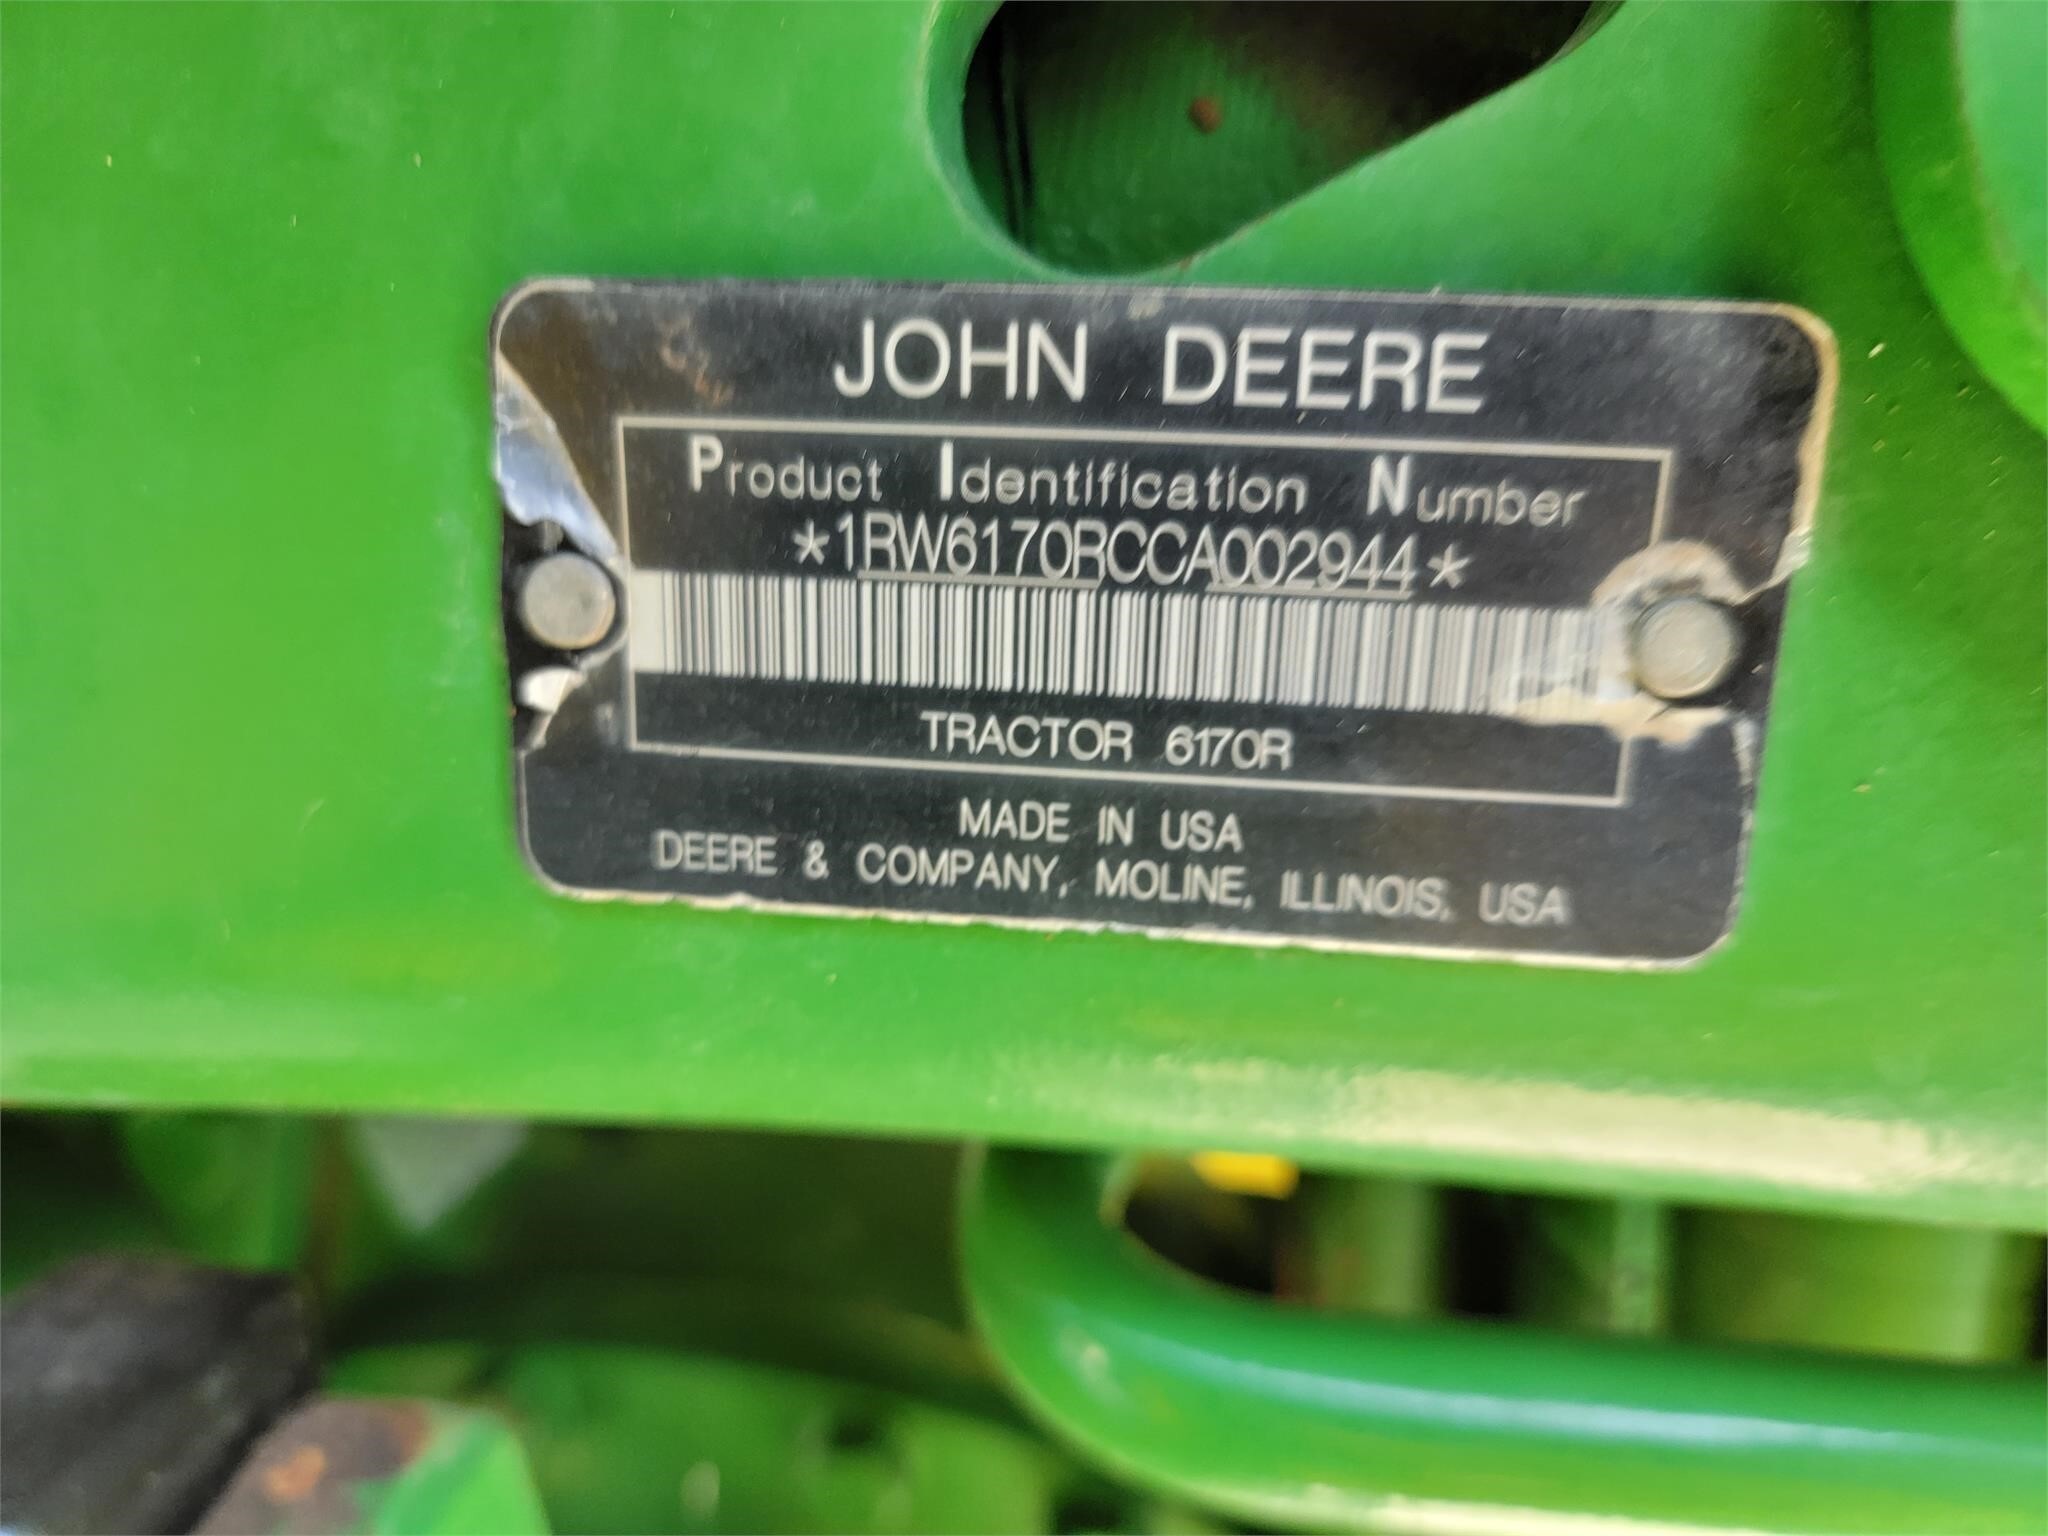 JOHN DEERE
Product Identification Number
*1RW6170RCCA002944*
TRACTOR 6170R
MADE IN USA
DEERE & COMPANY, MOLINE, ILLINOIS, USA